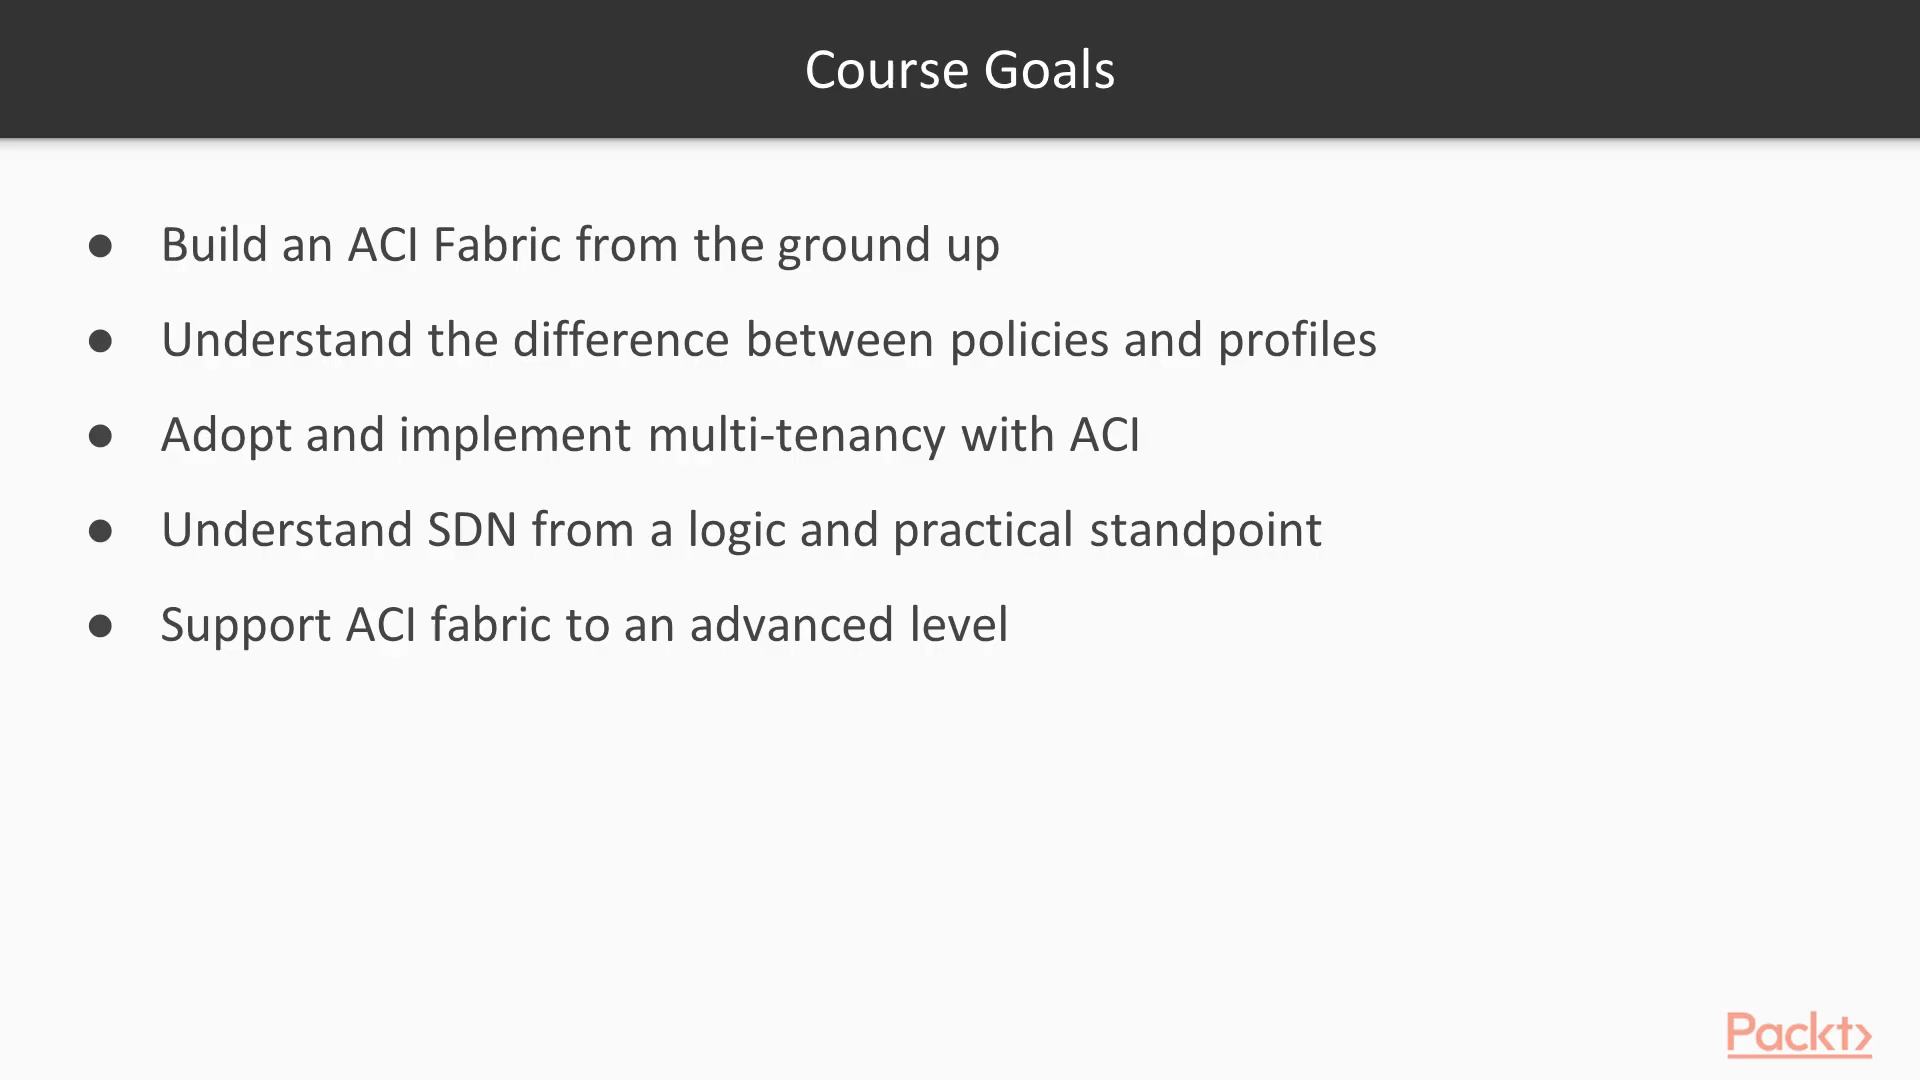 Course Goals
● Build an ACI Fabric from the ground up
● Understand the difference between policies and profiles
● Adopt and implement multi-tenancy with ACI
● Understand SDN from a logic and practical standpoint
● Support ACI fabric to an advanced level
Packt>